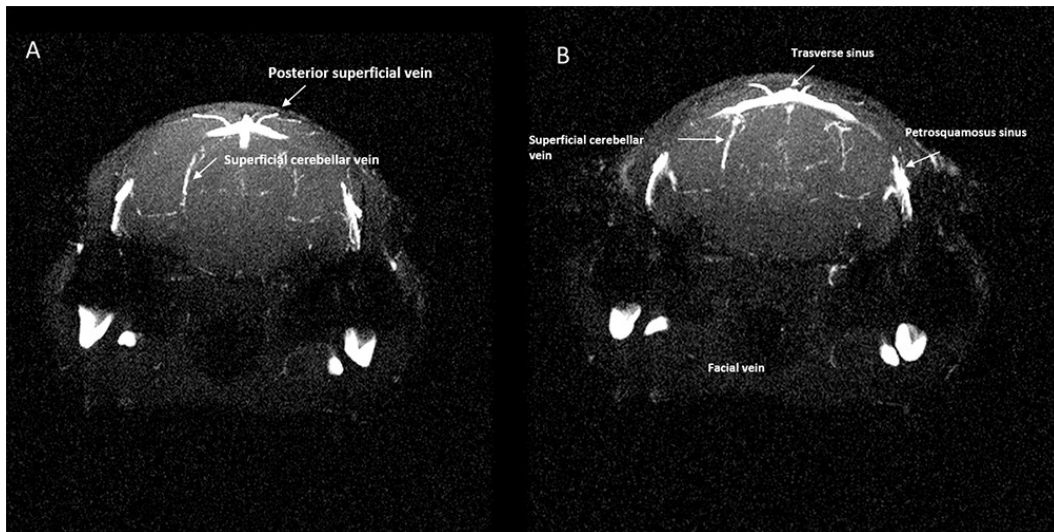 A
Posterior superficial vein
Superficial cerebellar vein
B
Trasverse sinus
Superficial cerebellar
vein
Petrosquamosus sinus
Facial vein